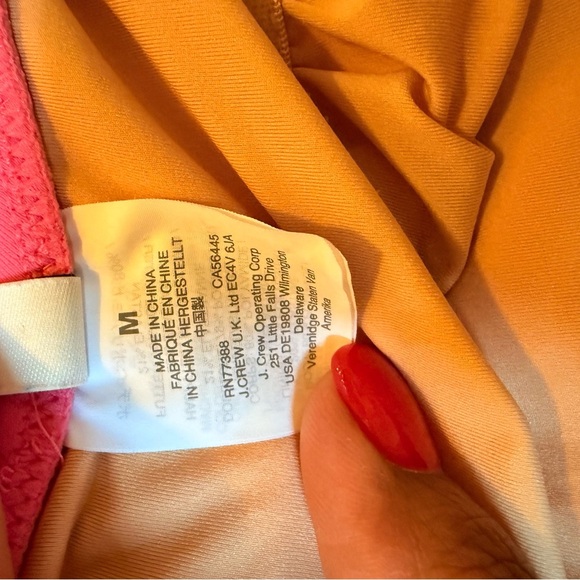 M
MADE IN CHINA
FABRIQUÉ EN CHINE
IN CHINA HERGESTELLT
中国製
RN77388 CA56445
J.CREW U.K. Ltd EC4V 6JA
J. Crew Operating Corp
251 Little Falls Drive
USA DE19808 Wilmington
Delaware
Verenidge Staten Van
Amerika